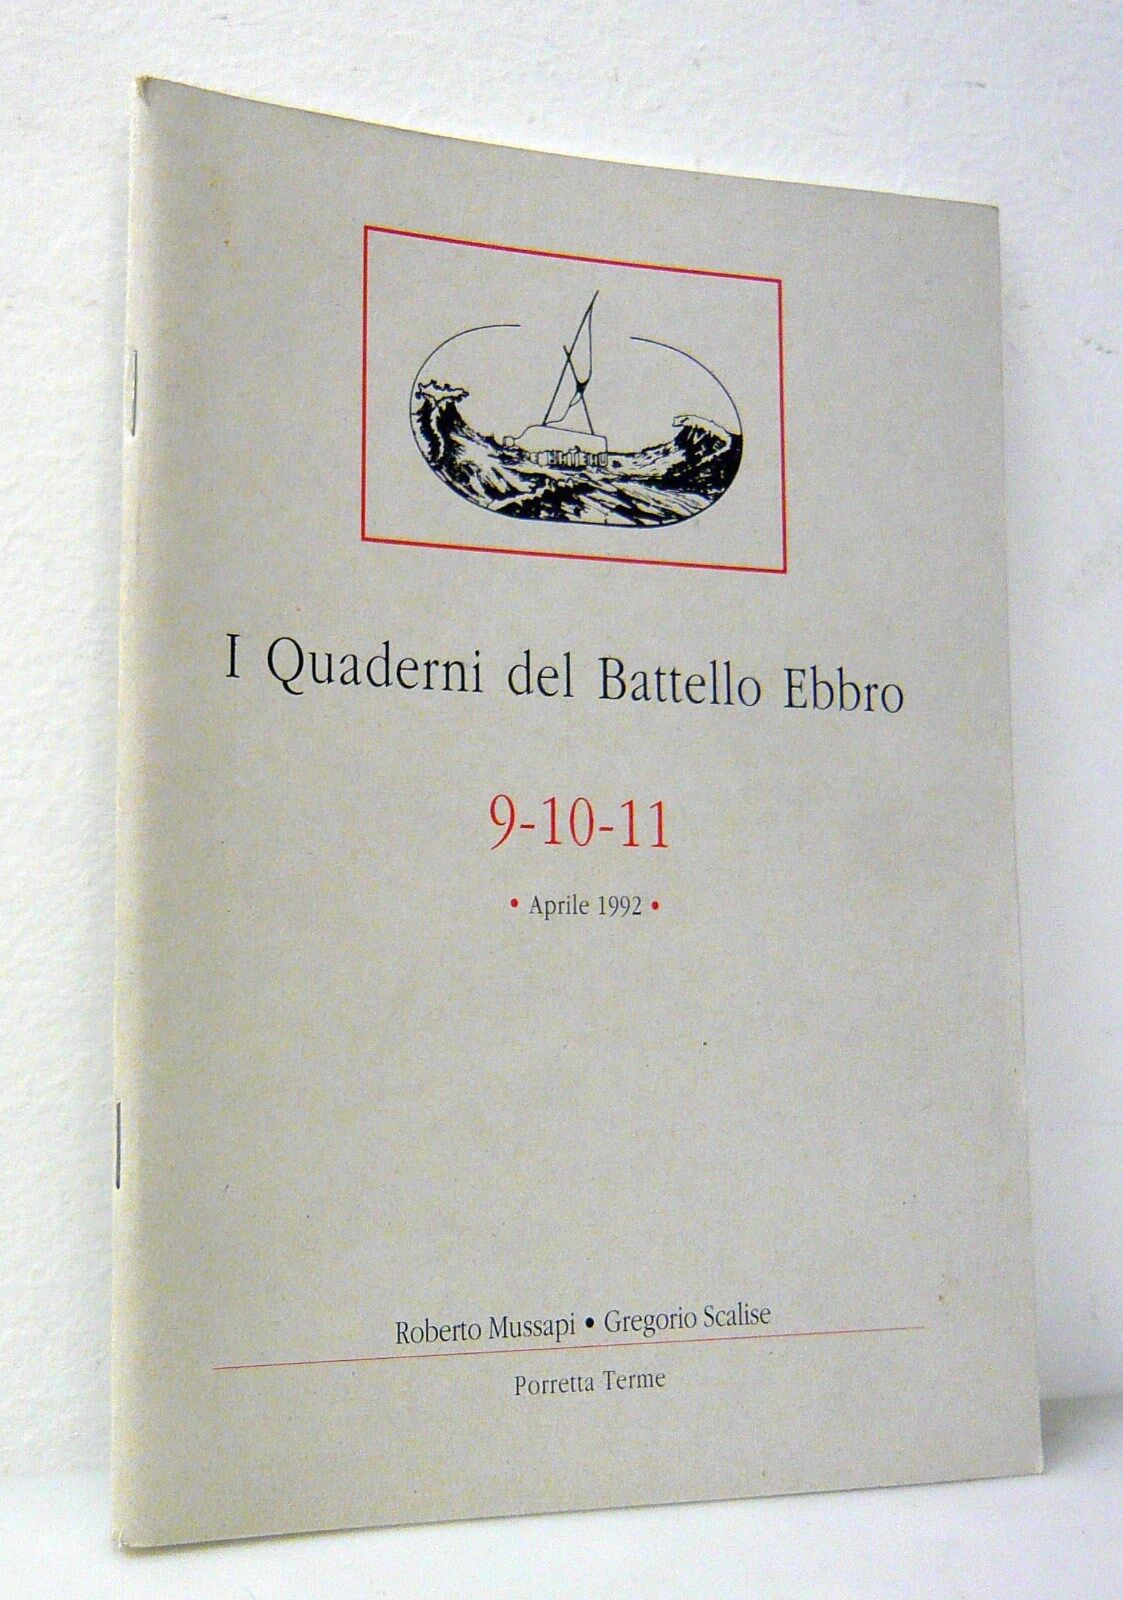 I Quaderni del Battello Ebbro
9-10-11
• Aprile 1992 •
Roberto Mussapi • Gregorio Scalise
Porretta Terme